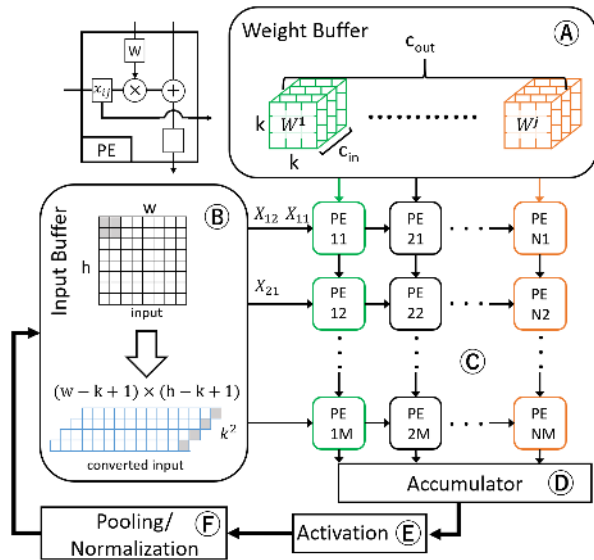 W
x_ij
PE
Weight Buffer
A
c_out
W^1
W^j
k
k
c_in
Input Buffer
B
W
h
input
(w−k+1) × (h−k+1)
k^2
converted input
X_12 X_11
X_21
PE 11
PE 21
PE N1
PE 12
PE 22
PE N2
C
PE 1M
PE 2M
PE NM
Accumulator D
Activation E
Pooling/ F
Normalization